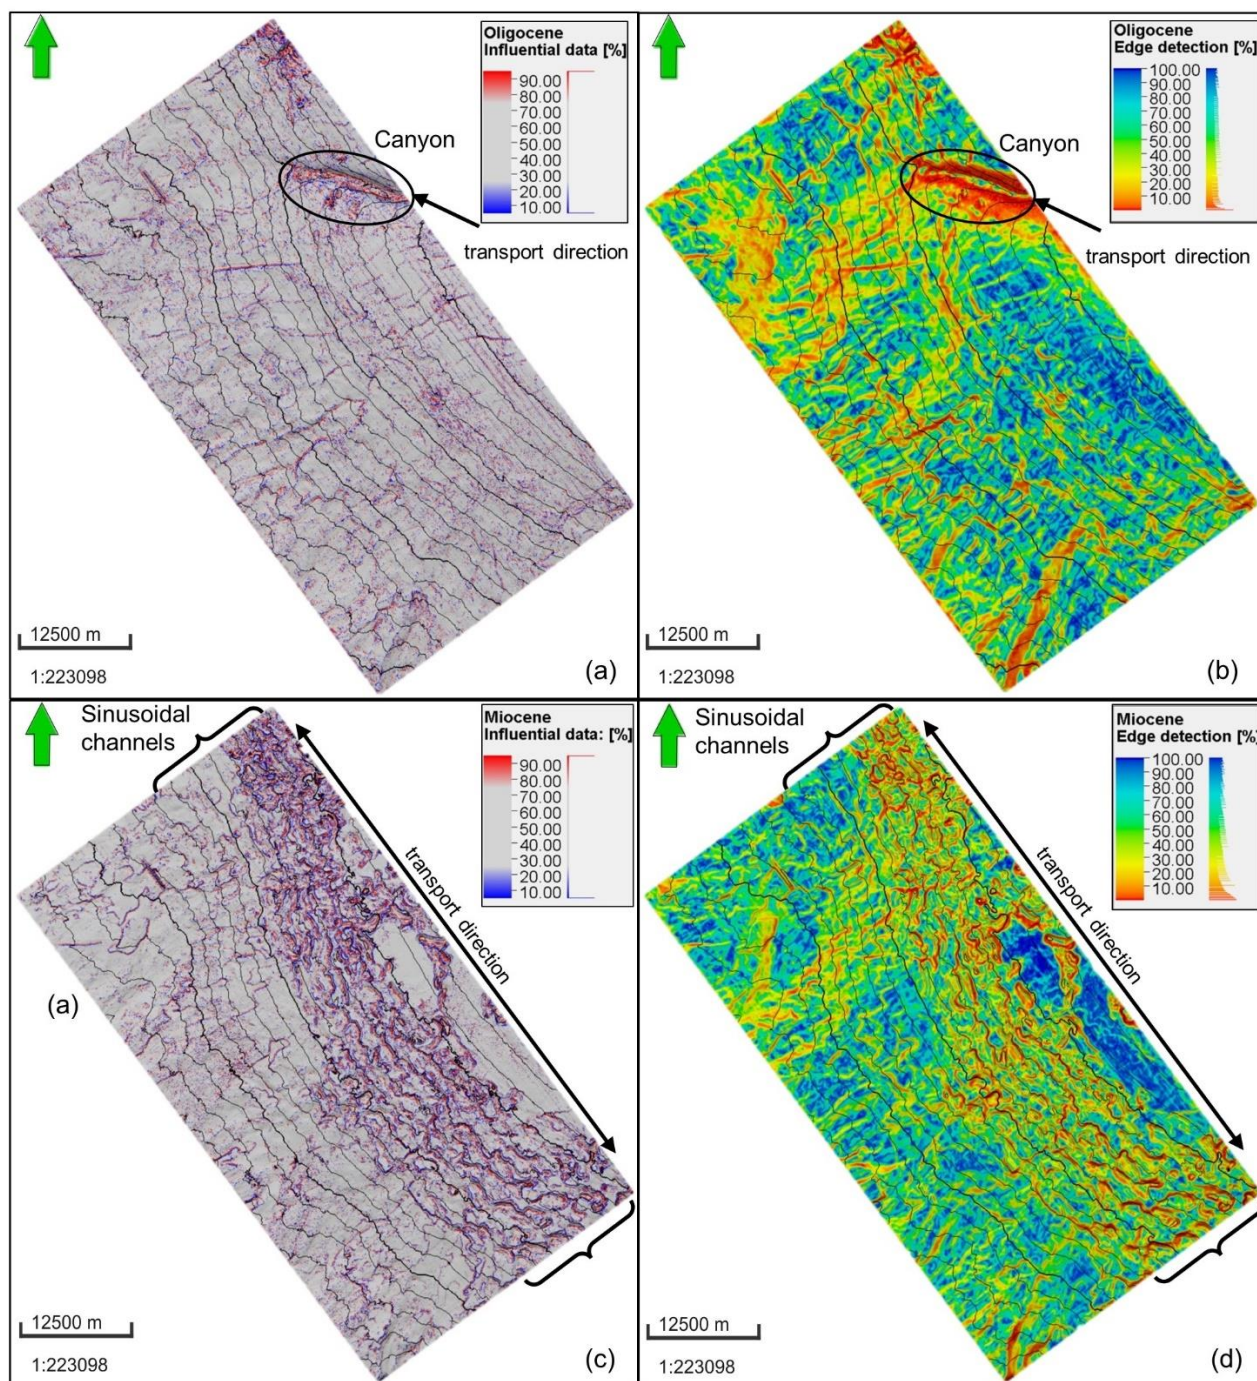 Oligocene
Influential data [%]
90.00
80.00
70.00
60.00
50.00
40.00
30.00
20.00
10.00
Canyon
transport direction
12500 m
1:223098
(a)
Oligocene
Edge detection [%]
100.00
90.00
80.00
70.00
60.00
50.00
40.00
30.00
20.00
10.00
Canyon
transport direction
12500 m
1:223098
(b)
Sinusoidal
channels
Miocene
Influential data: [%]
90.00
80.00
70.00
60.00
50.00
40.00
30.00
20.00
10.00
transport direction
(a)
12500 m
1:223098
(c)
Sinusoidal
channels
Miocene
Edge detection [%]
100.00
90.00
80.00
70.00
60.00
50.00
40.00
30.00
20.00
10.00
transport direction
12500 m
1:223098
(d)